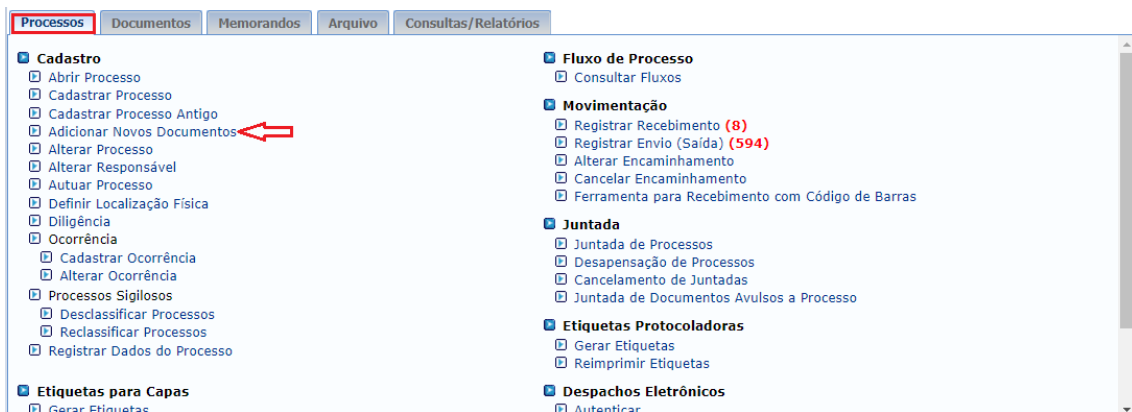 Processos
Documentos
Memorandos
Arquivo
Consultas/Relatórios
Cadastro
Abrir Processo
Cadastrar Processo
Cadastrar Processo Antigo
Adicionar Novos Documentos
Alterar Processo
Alterar Responsável
Autuar Processo
Definir Localização Física
Diligência
Ocorrência
Cadastrar Ocorrência
Alterar Ocorrência
Processos Sigilosos
Desclassificar Processos
Reclassificar Processos
Registrar Dados do Processo
Etiquetas para Capas
Gerar Etiquetas
Fluxo de Processo
Consultar Fluxos
Movimentação
Registrar Recebimento (8)
Registrar Envio (Saída) (594)
Alterar Encaminhamento
Cancelar Encaminhamento
Ferramenta para Recebimento com Código de Barras
Juntada
Juntada de Processos
Desapensação de Processos
Cancelamento de Juntadas
Juntada de Documentos Avulsos a Processo
Etiquetas Protocoladoras
Gerar Etiquetas
Reimprimir Etiquetas
Despachos Eletrônicos
Autenticar